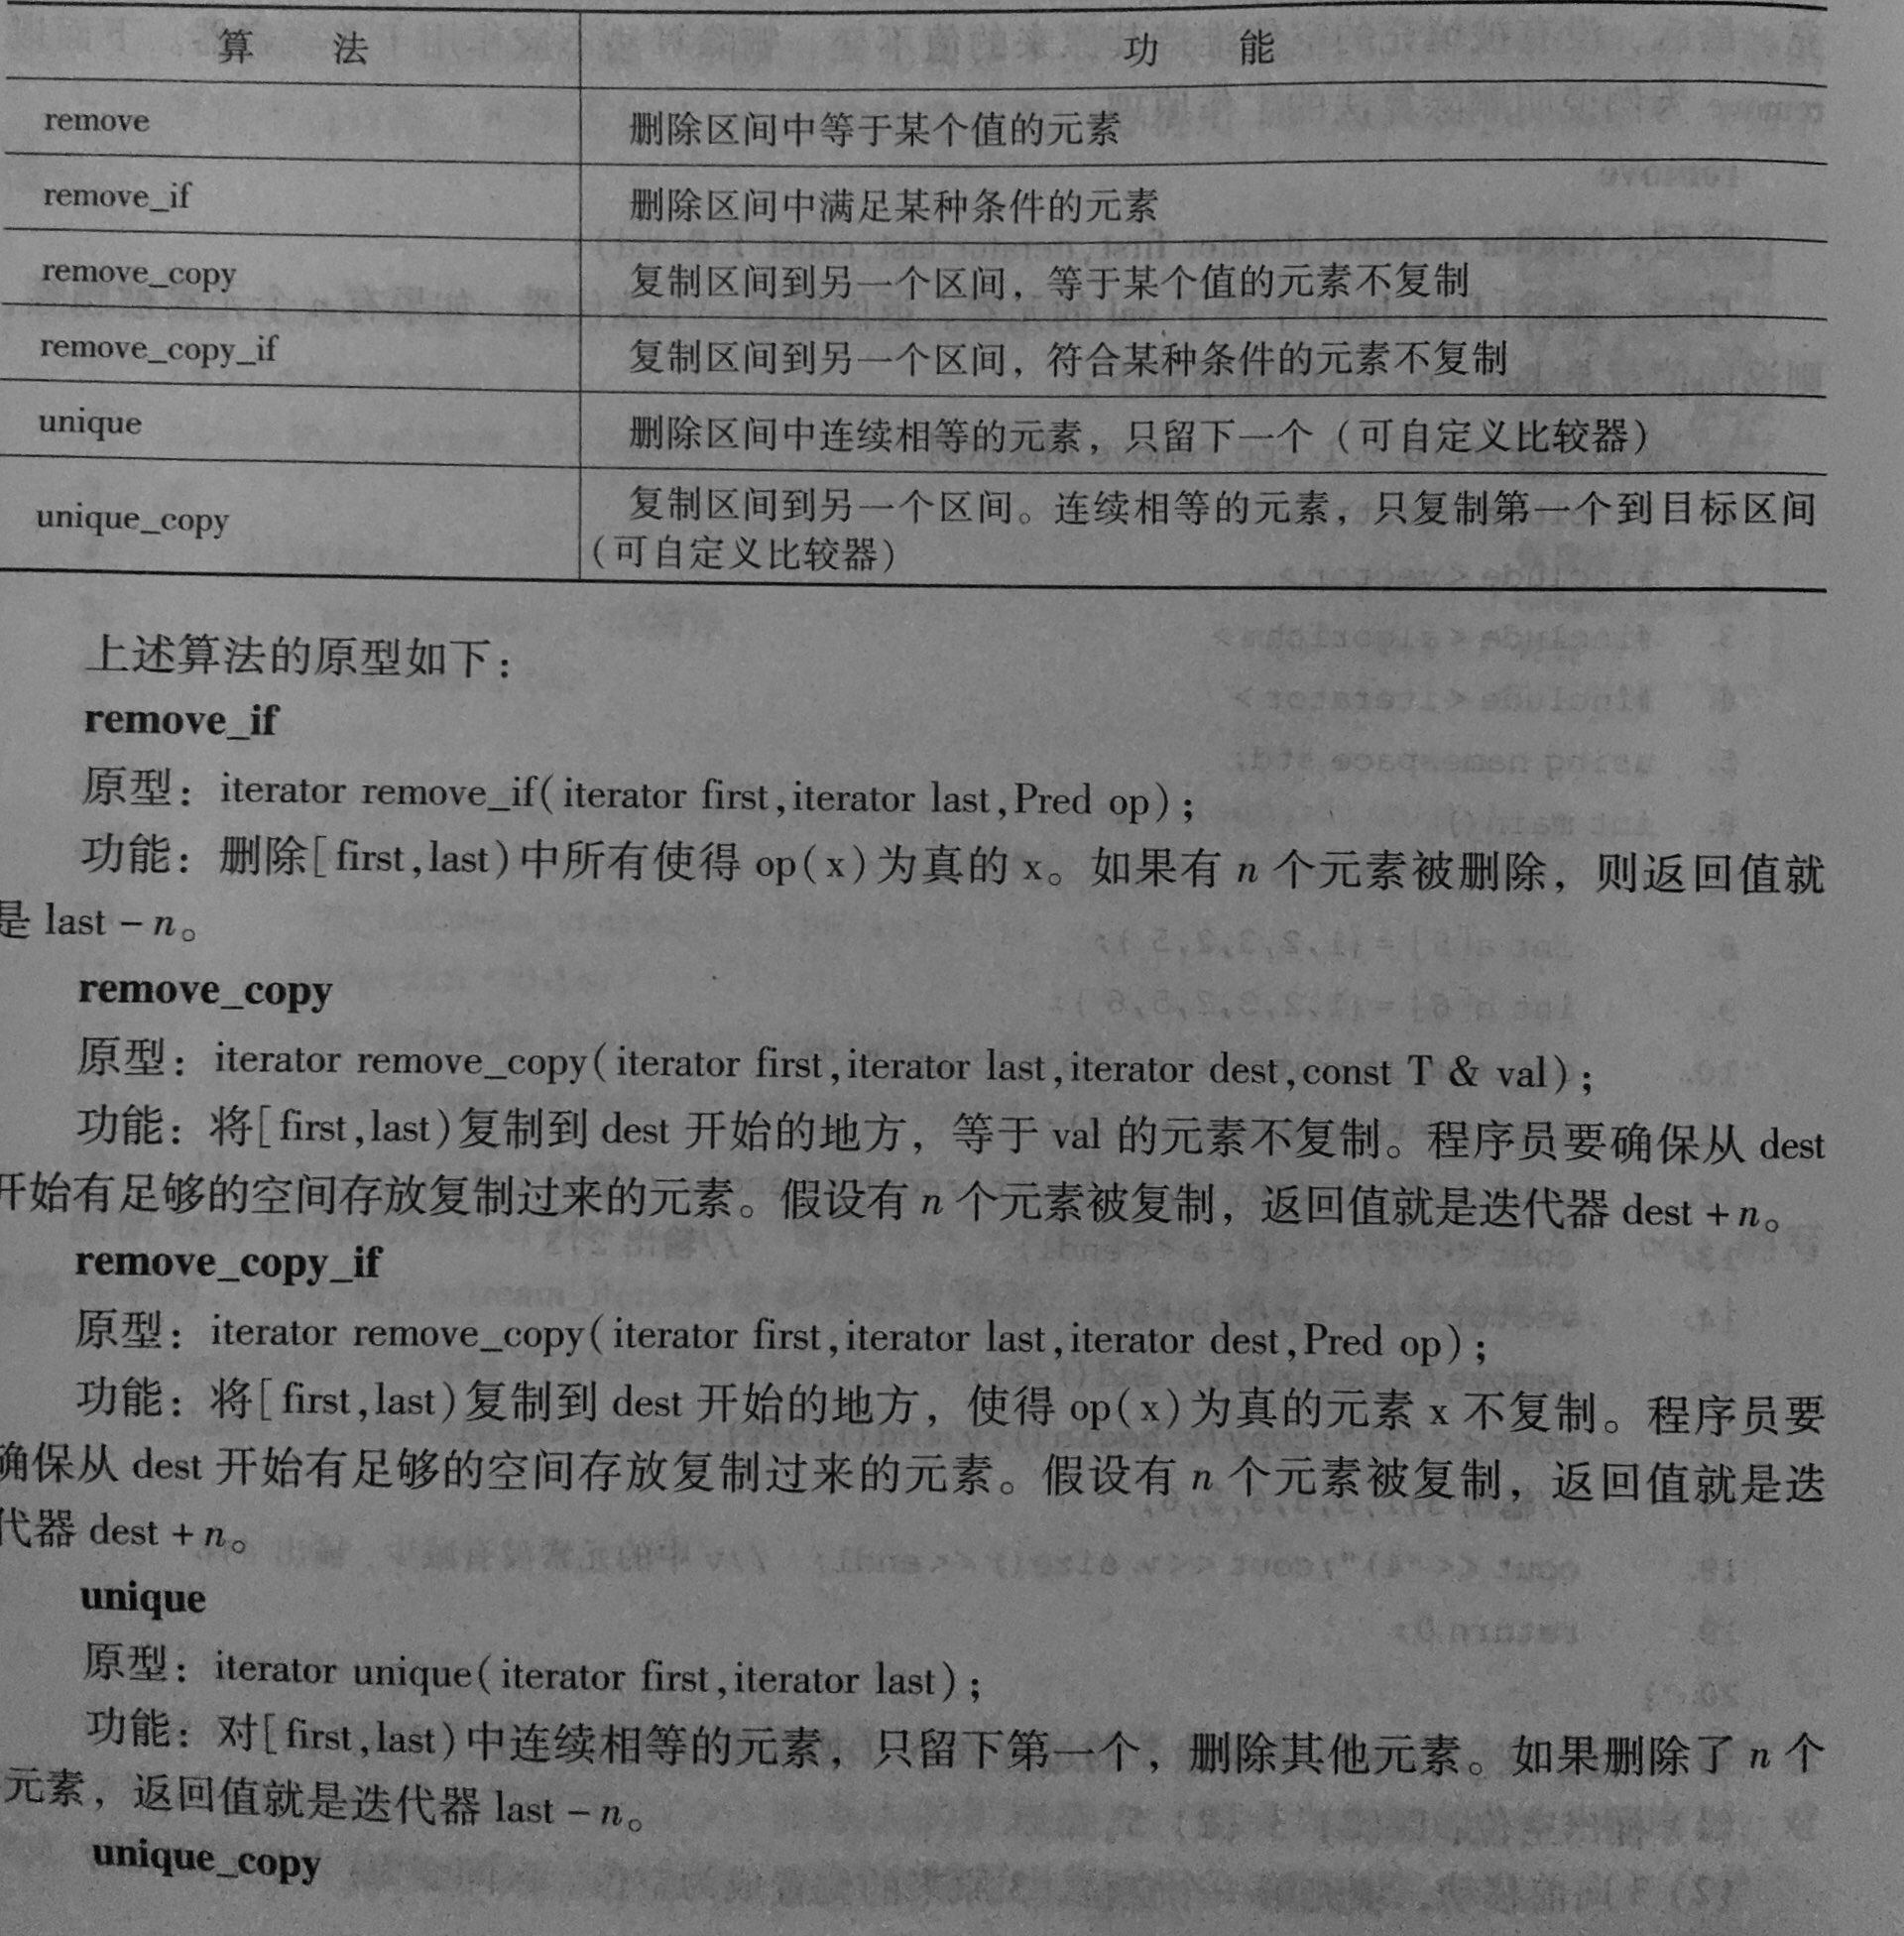 算 法 功 能
remove 删除区间中等于某个值的元素
remove_if 删除区间中满足某种条件的元素
remove_copy 复制区间到另一个区间，等于某个值的元素不复制
remove_copy_if 复制区间到另一个区间，符合某种条件的元素不复制
unique 删除区间中连续相等的元素，只留下一个（可自定义比较器）
unique_copy 复制区间到另一个区间。连续相等的元素，只复制第一个到目标区间
（可自定义比较器）
上述算法的原型如下：
remove_if
原型：iterator remove_if(iterator first,iterator last,Pred op);
功能：删除[first,last)中所有使得 op(x)为真的 x。如果有 n 个元素被删除，则返回值就
是 last－n。
remove_copy
原型：iterator remove_copy(iterator first,iterator last,iterator dest,const T & val);
功能：将[first,last)复制到 dest 开始的地方，等于 val 的元素不复制。程序员要确保从 dest
开始有足够的空间存放复制过来的元素。假设有 n 个元素被复制，返回值就是迭代器 dest＋n。
remove_copy_if
原型：iterator remove_copy(iterator first,iterator last,iterator dest,Pred op);
功能：将[first,last)复制到 dest 开始的地方，使得 op(x)为真的元素 x 不复制。程序员要
确保从 dest 开始有足够的空间存放复制过来的元素。假设有 n 个元素被复制，返回值就是迭
代器 dest＋n。
unique
原型：iterator unique(iterator first,iterator last);
功能：对[first,last)中连续相等的元素，只留下第一个，删除其他元素。如果删除了 n 个
元素，返回值就是迭代器 last－n。
unique_copy